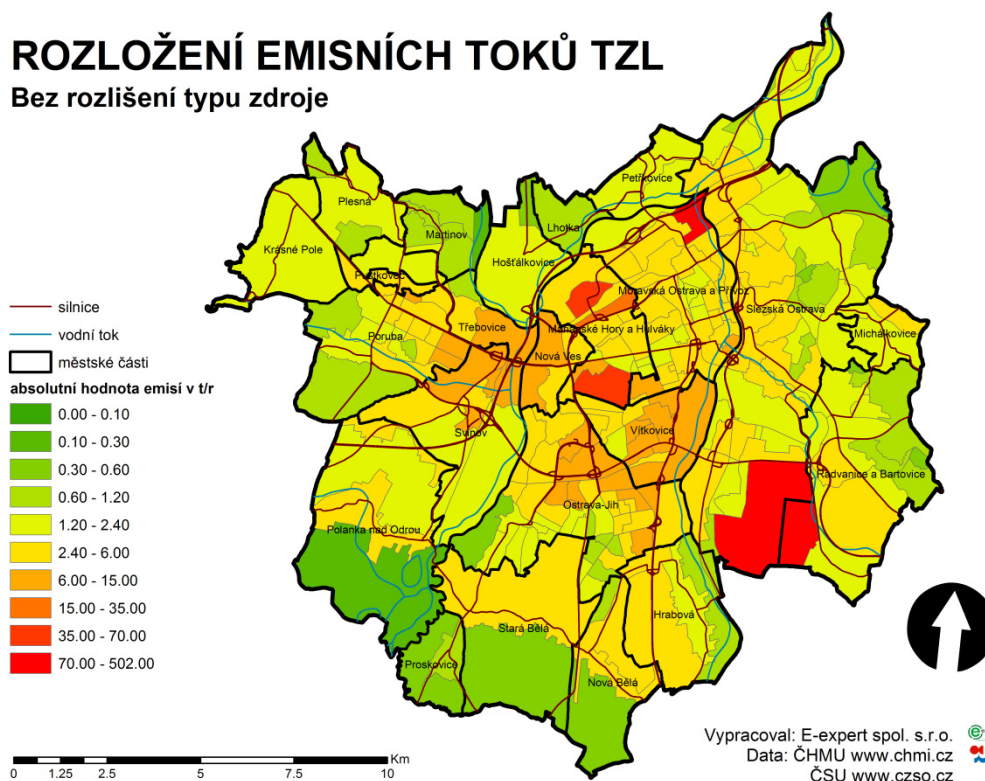 ROZLOŽENÍ EMISNÍCH TOKŮ TZL
Bez rozlišení typu zdroje
Petřkovice
Plesná
Martinov
Lhotka
Krásné Pole
Hošťálkovice
Pustkovec
Moravská Ostrava a Přívoz
Slezská Ostrava
Třebovice
Mariánské Hory a Hulváky
Michálkovice
Poruba
Nová Ves
Svinov
Vítkovice
Radvanice a Bartovice
Ostrava-Jih
Polanka nad Odrou
Hrabová
Stará Bělá
Proskovice
Nová Bělá
silnice
vodní tok
městské části
absolutní hodnota emisí v t/r
0.00 - 0.10
0.10 - 0.30
0.30 - 0.60
0.60 - 1.20
1.20 - 2.40
2.40 - 6.00
6.00 - 15.00
15.00 - 35.00
35.00 - 70.00
70.00 - 502.00
Km
0 1.25 2.5 5 7.5 10
Vypracoval: E-expert spol. s.r.o.
Data: ČHMU www.chmi.cz
ČSU www.czso.cz